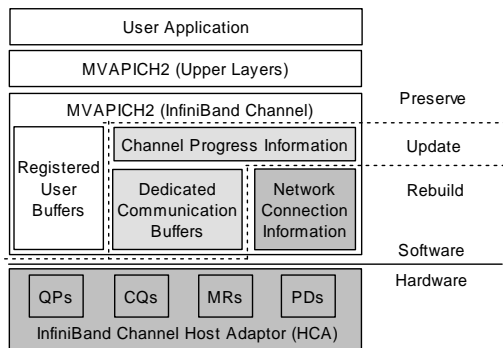 User Application
MVAPICH2 (Upper Layers)
MVAPICH2 (InfiniBand Channel)
Preserve
Channel Progress Information
Update
Registered
User
Buffers
Dedicated
Communication
Buffers
Network
Connection
Information
Rebuild
Software
Hardware
QPs
CQs
MRs
PDs
InfiniBand Channel Host Adaptor (HCA)